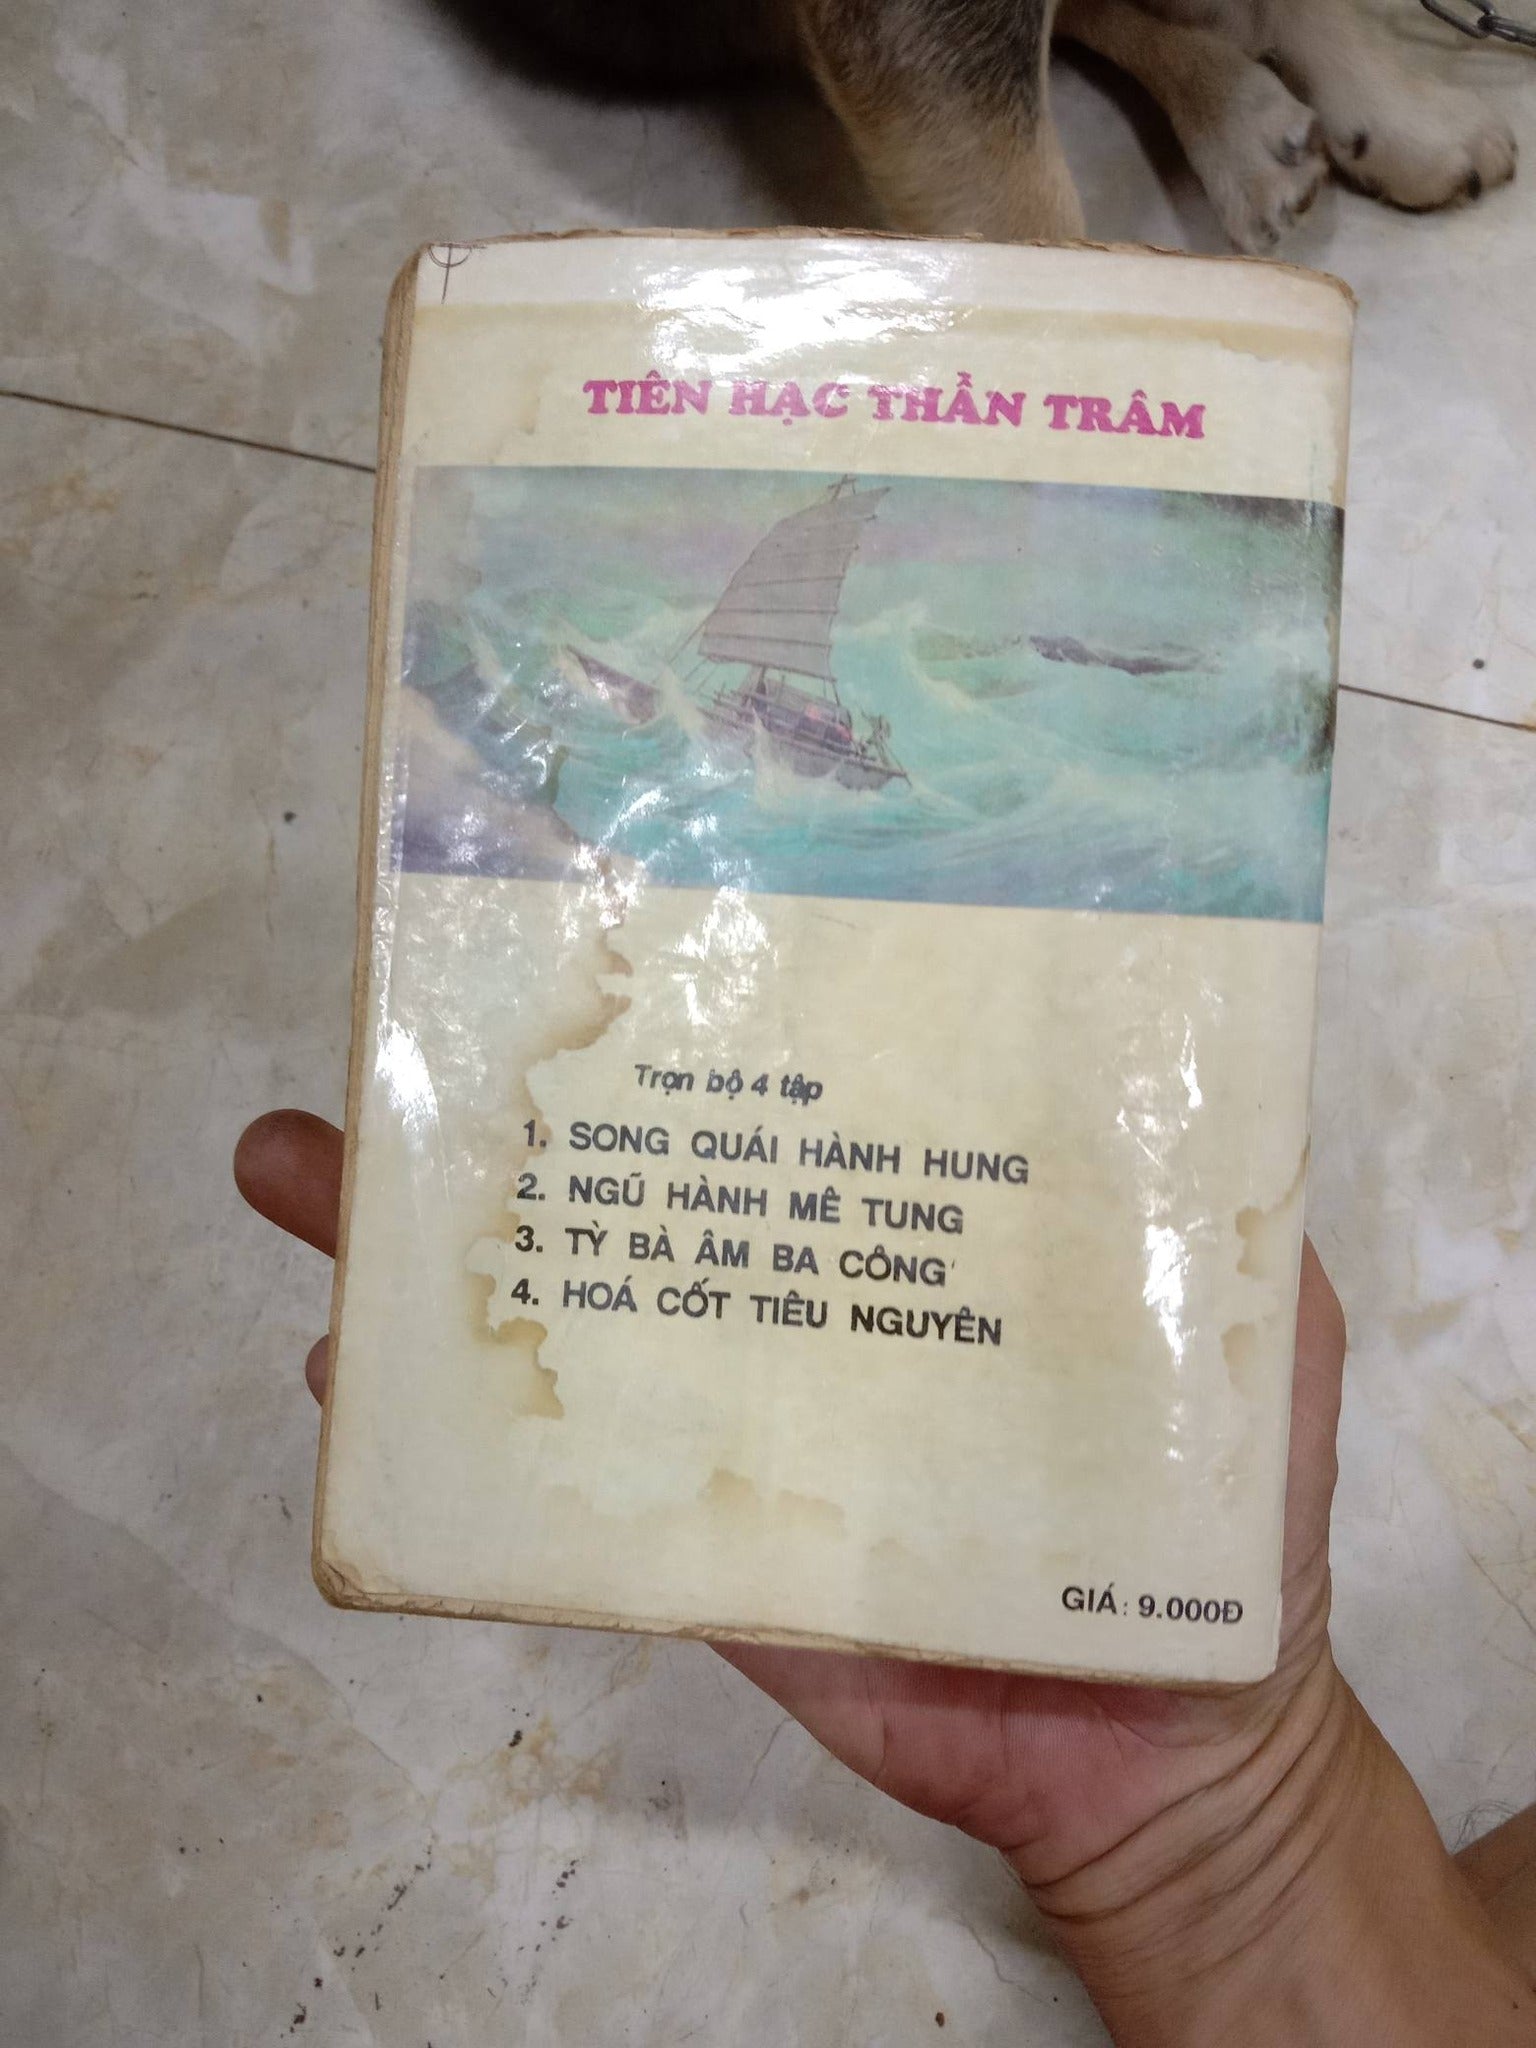 TIÊN HẠC THẦN TRÂM
Trọn bộ 4 tập
1. SONG QUÁI HÀNH HUNG
2. NGŨ HÀNH MÊ TUNG
3. TỲ BÀ ÂM BA CÔNG
4. HOÁ CỐT TIÊU NGUYÊN
GIÁ: 9.000Đ